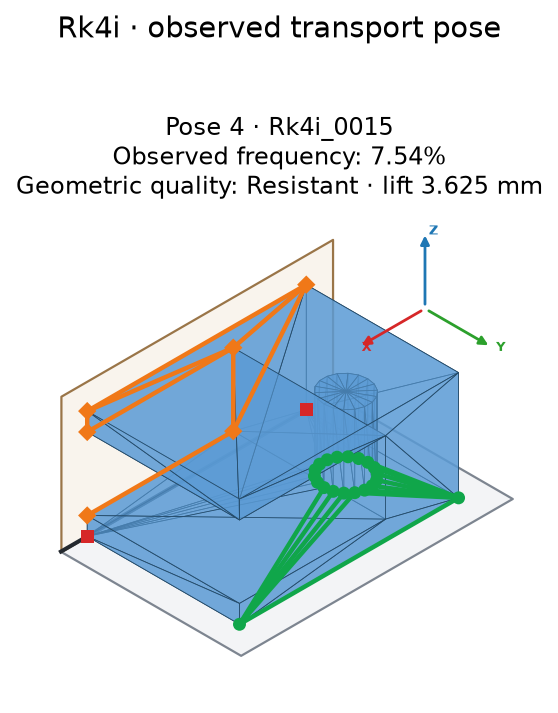 Rk4i · observed transport pose
Pose 4 · Rk4i_0015
Observed frequency: 7.54%
Geometric quality: Resistant · lift 3.625 mm
Z
X
Y